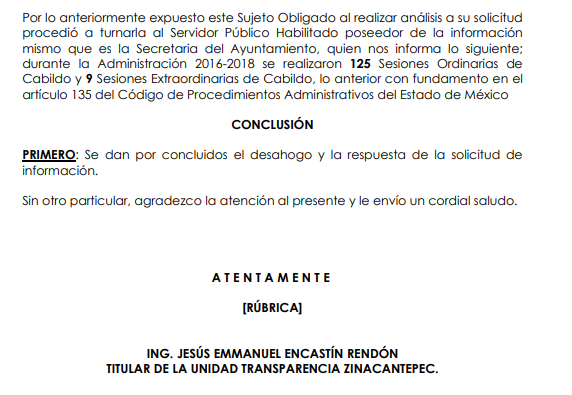 Por lo anteriormente expuesto este Sujeto Obligado al realizar análisis a su solicitud
procedió a turnarla al Servidor Público Habilitado poseedor de la información
mismo que es la Secretaria del Ayuntamiento, quien nos informa lo siguiente;
durante la Administración 2016-2018 se realizaron 125 Sesiones Ordinarias de
Cabildo y 9 Sesiones Extraordinarias de Cabildo, lo anterior con fundamento en el
artículo 135 del Código de Procedimientos Administrativos del Estado de México
CONCLUSIÓN
PRIMERO: Se dan por concluidos el desahogo y la respuesta de la solicitud de
información.
Sin otro particular, agradezco la atención al presente y le envío un cordial saludo.
A T E N T A M E N T E
[RÚBRICA]
ING. JESÚS EMMANUEL ENCASTÍN RENDÓN
TITULAR DE LA UNIDAD TRANSPARENCIA ZINACANTEPEC.